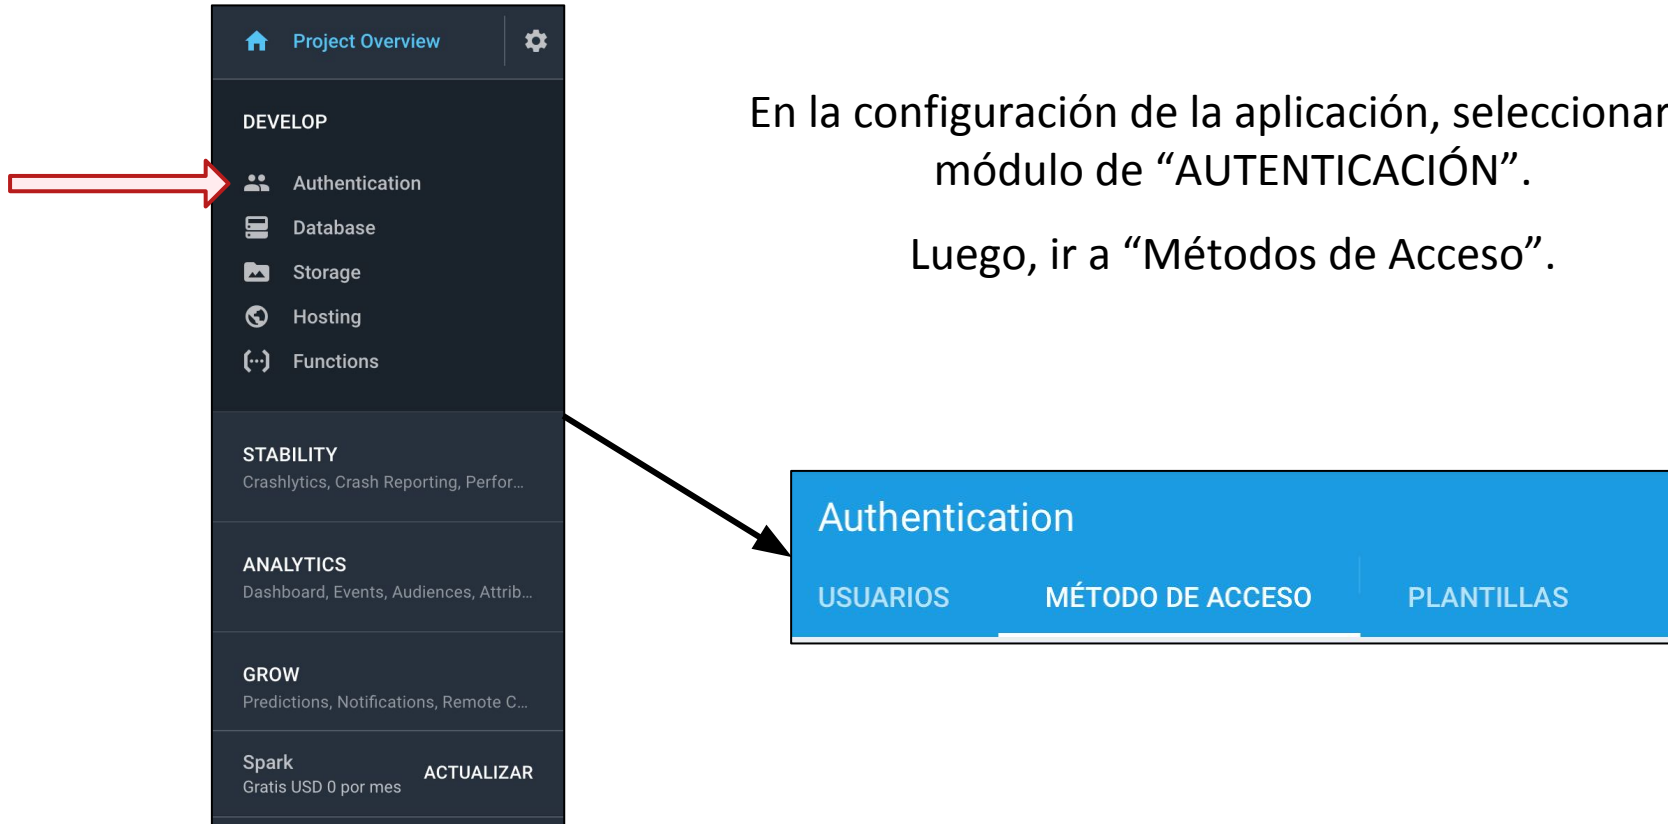 Project Overview
DEVELOP
Authentication
Database
Storage
Hosting
Functions
STABILITY
Crashlytics, Crash Reporting, Perfor...
ANALYTICS
Dashboard, Events, Audiences, Attrib...
GROW
Predictions, Notifications, Remote C...
Spark
Gratis USD 0 por mes
ACTUALIZAR
En la configuración de la aplicación, seleccionar
módulo de “AUTENTICACIÓN”.
Luego, ir a “Métodos de Acceso”.
Authentication
USUARIOS MÉTODO DE ACCESO PLANTILLAS